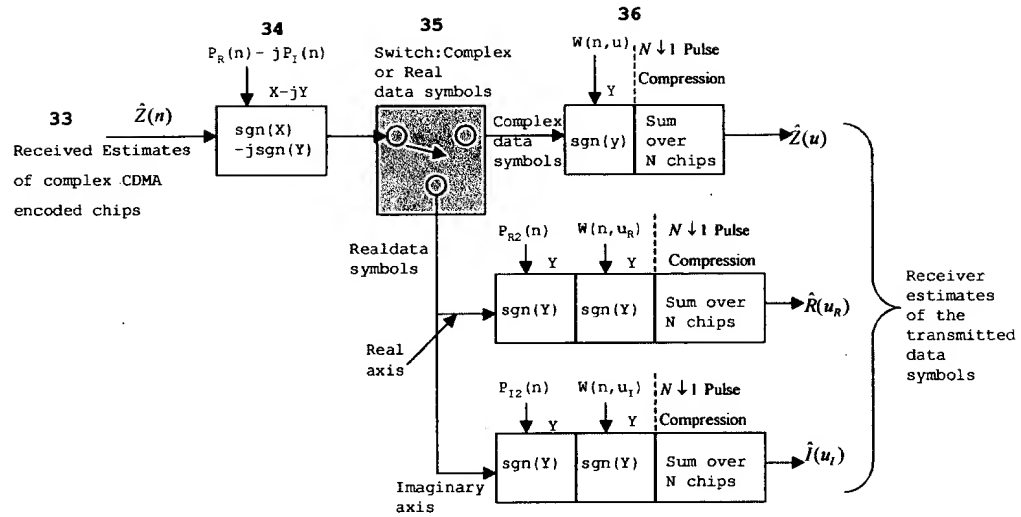 34
35
36
P_R(n) - jP_I(n)
X-jY
Switch:Complex
or Real
data symbols
W(n,u)
Y
N ↓ 1 Pulse
Compression
33
Ẑ(n)
Received Estimates
of complex CDMA
encoded chips
sgn(X)
-jsgn(Y)
Complex
data
symbols
sgn(y)
Sum
over
N chips
Ẑ(u)
Realdata
symbols
P_R2(n)
W(n,u_R)
N ↓ 1 Pulse
Y
Y
Compression
sgn(Y)
sgn(Y)
Sum over
N chips
R̂(u_R)
Real
axis
Receiver
estimates
of the
transmitted
data
symbols
P_I2(n)
W(n,u_I)
N ↓ 1 Pulse
Y
Y
Compression
sgn(Y)
sgn(Y)
Sum over
N chips
Î(u_I)
Imaginary
axis